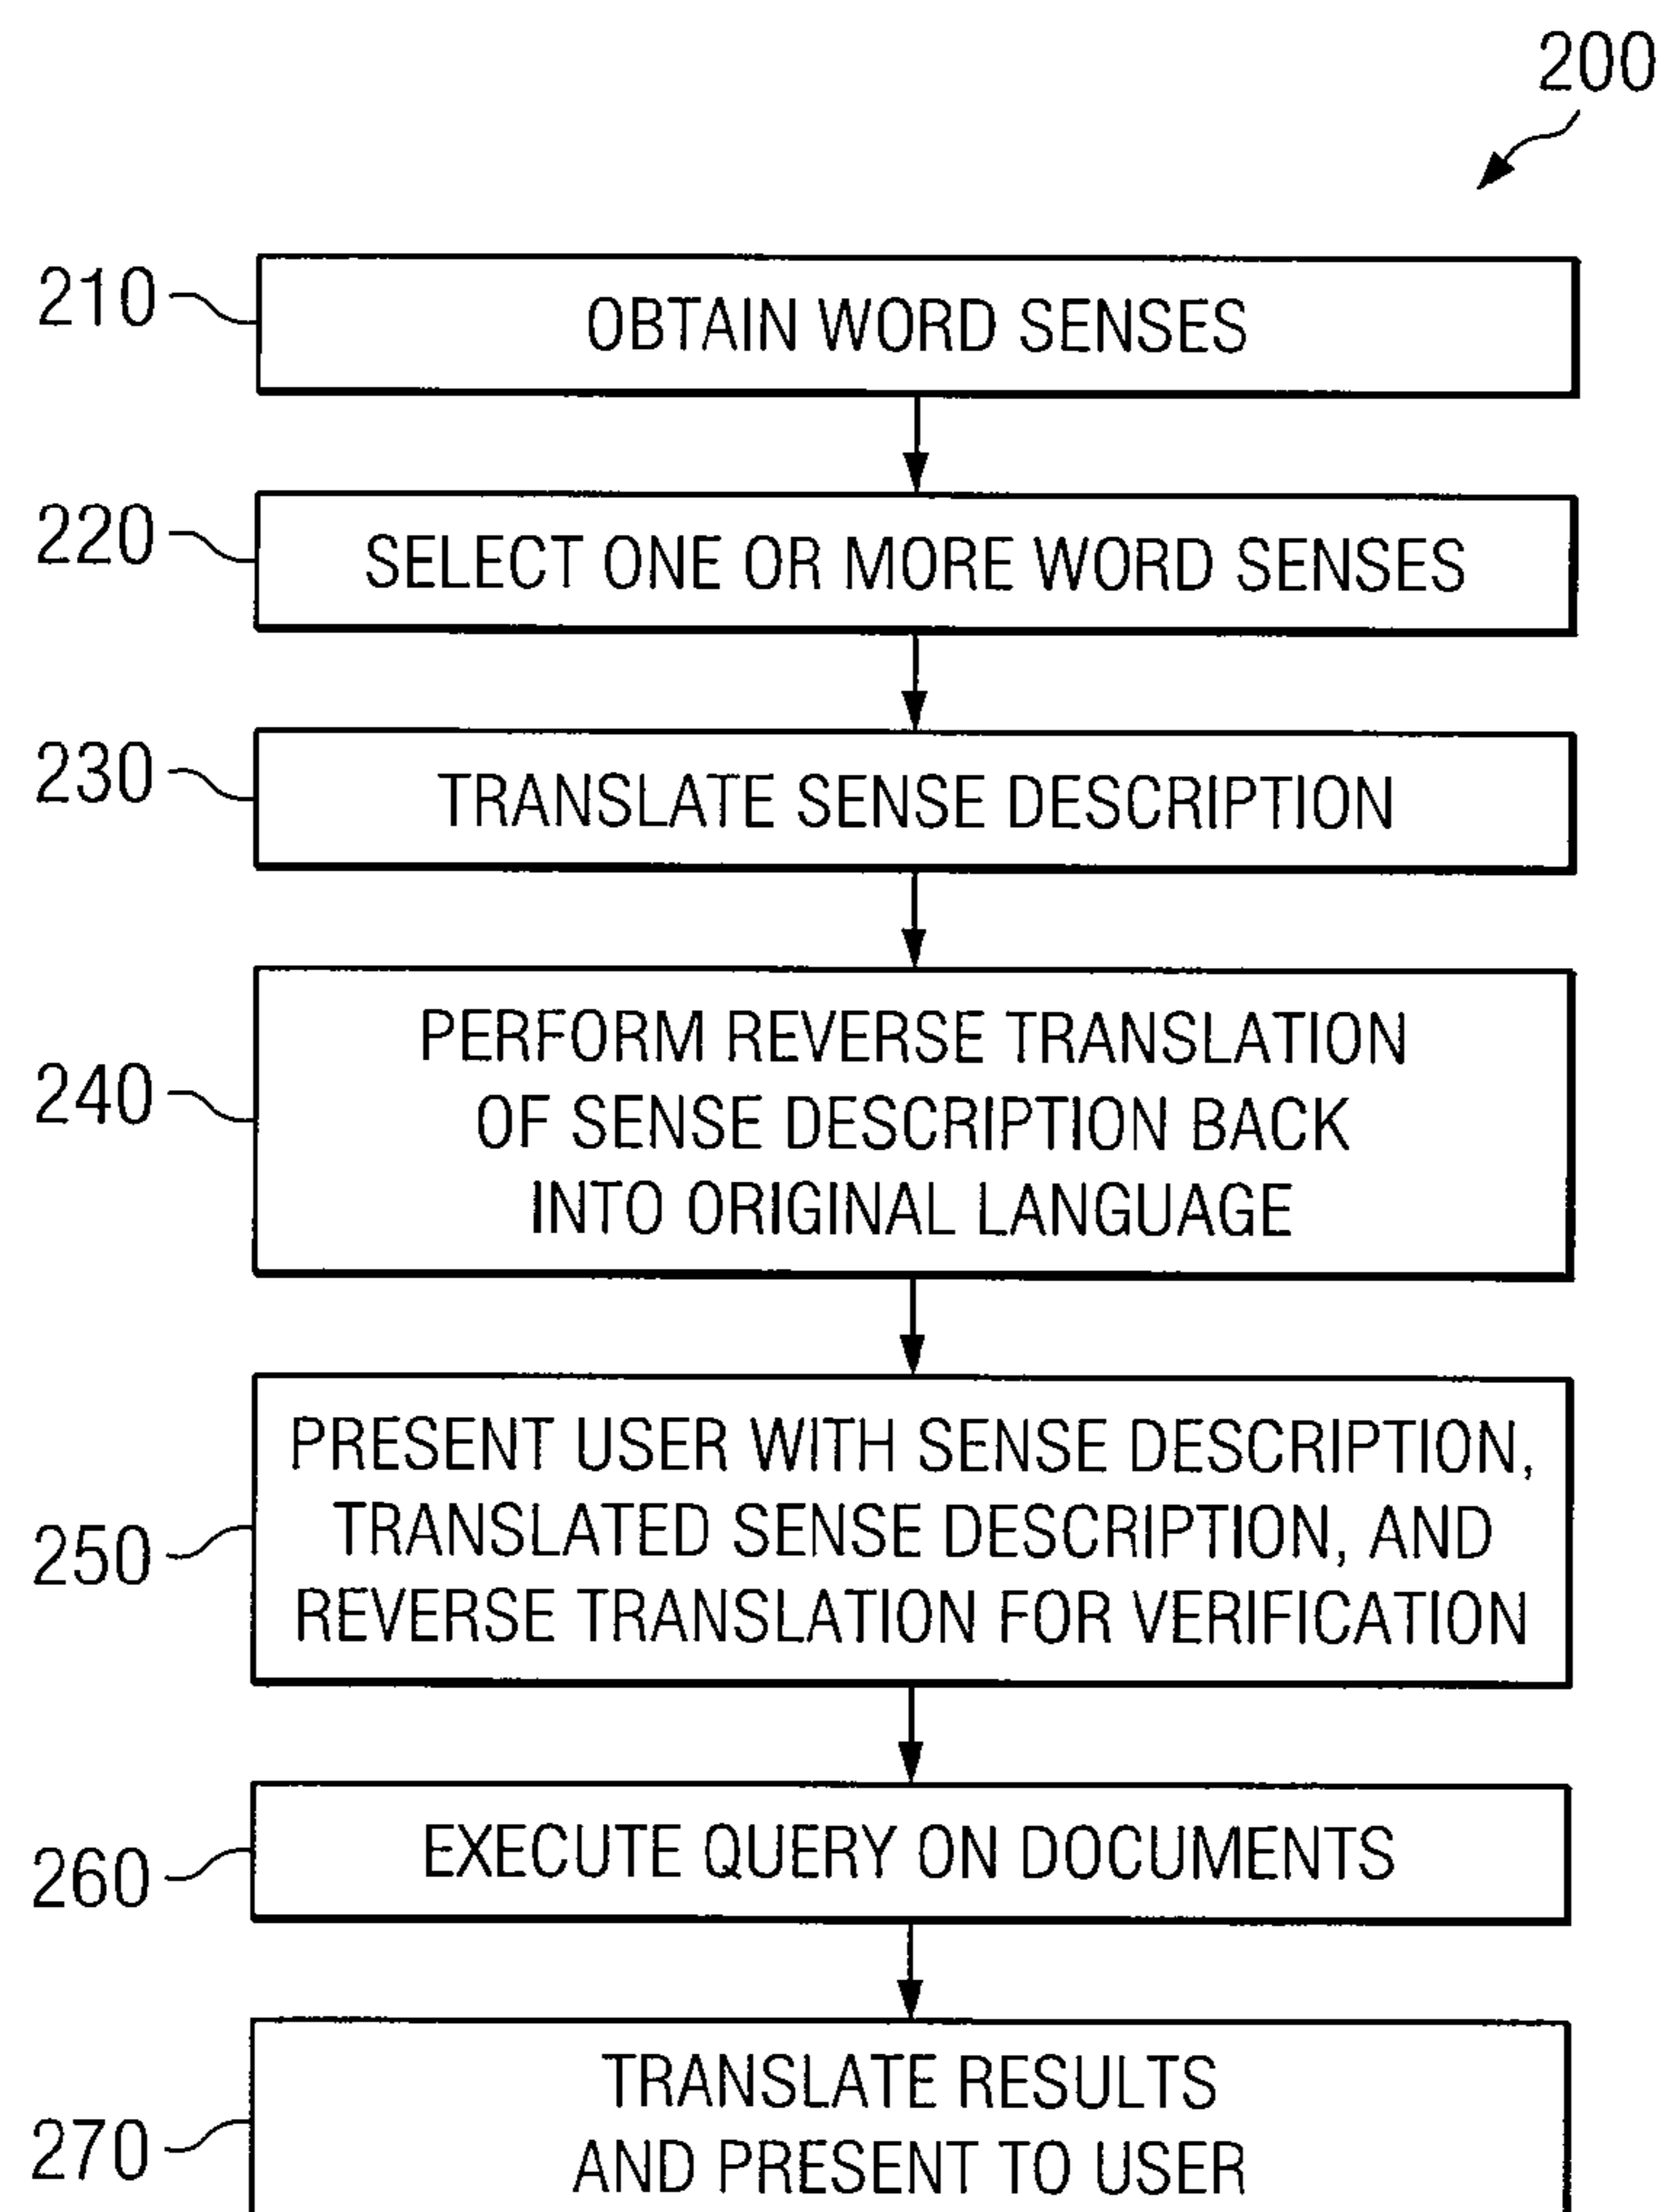 200
210
OBTAIN WORD SENSES
220
SELECT ONE OR MORE WORD SENSES
230
TRANSLATE SENSE DESCRIPTION
240
PERFORM REVERSE TRANSLATION
OF SENSE DESCRIPTION BACK
INTO ORIGINAL LANGUAGE
250
PRESENT USER WITH SENSE DESCRIPTION,
TRANSLATED SENSE DESCRIPTION, AND
REVERSE TRANSLATION FOR VERIFICATION
260
EXECUTE QUERY ON DOCUMENTS
270
TRANSLATE RESULTS
AND PRESENT TO USER